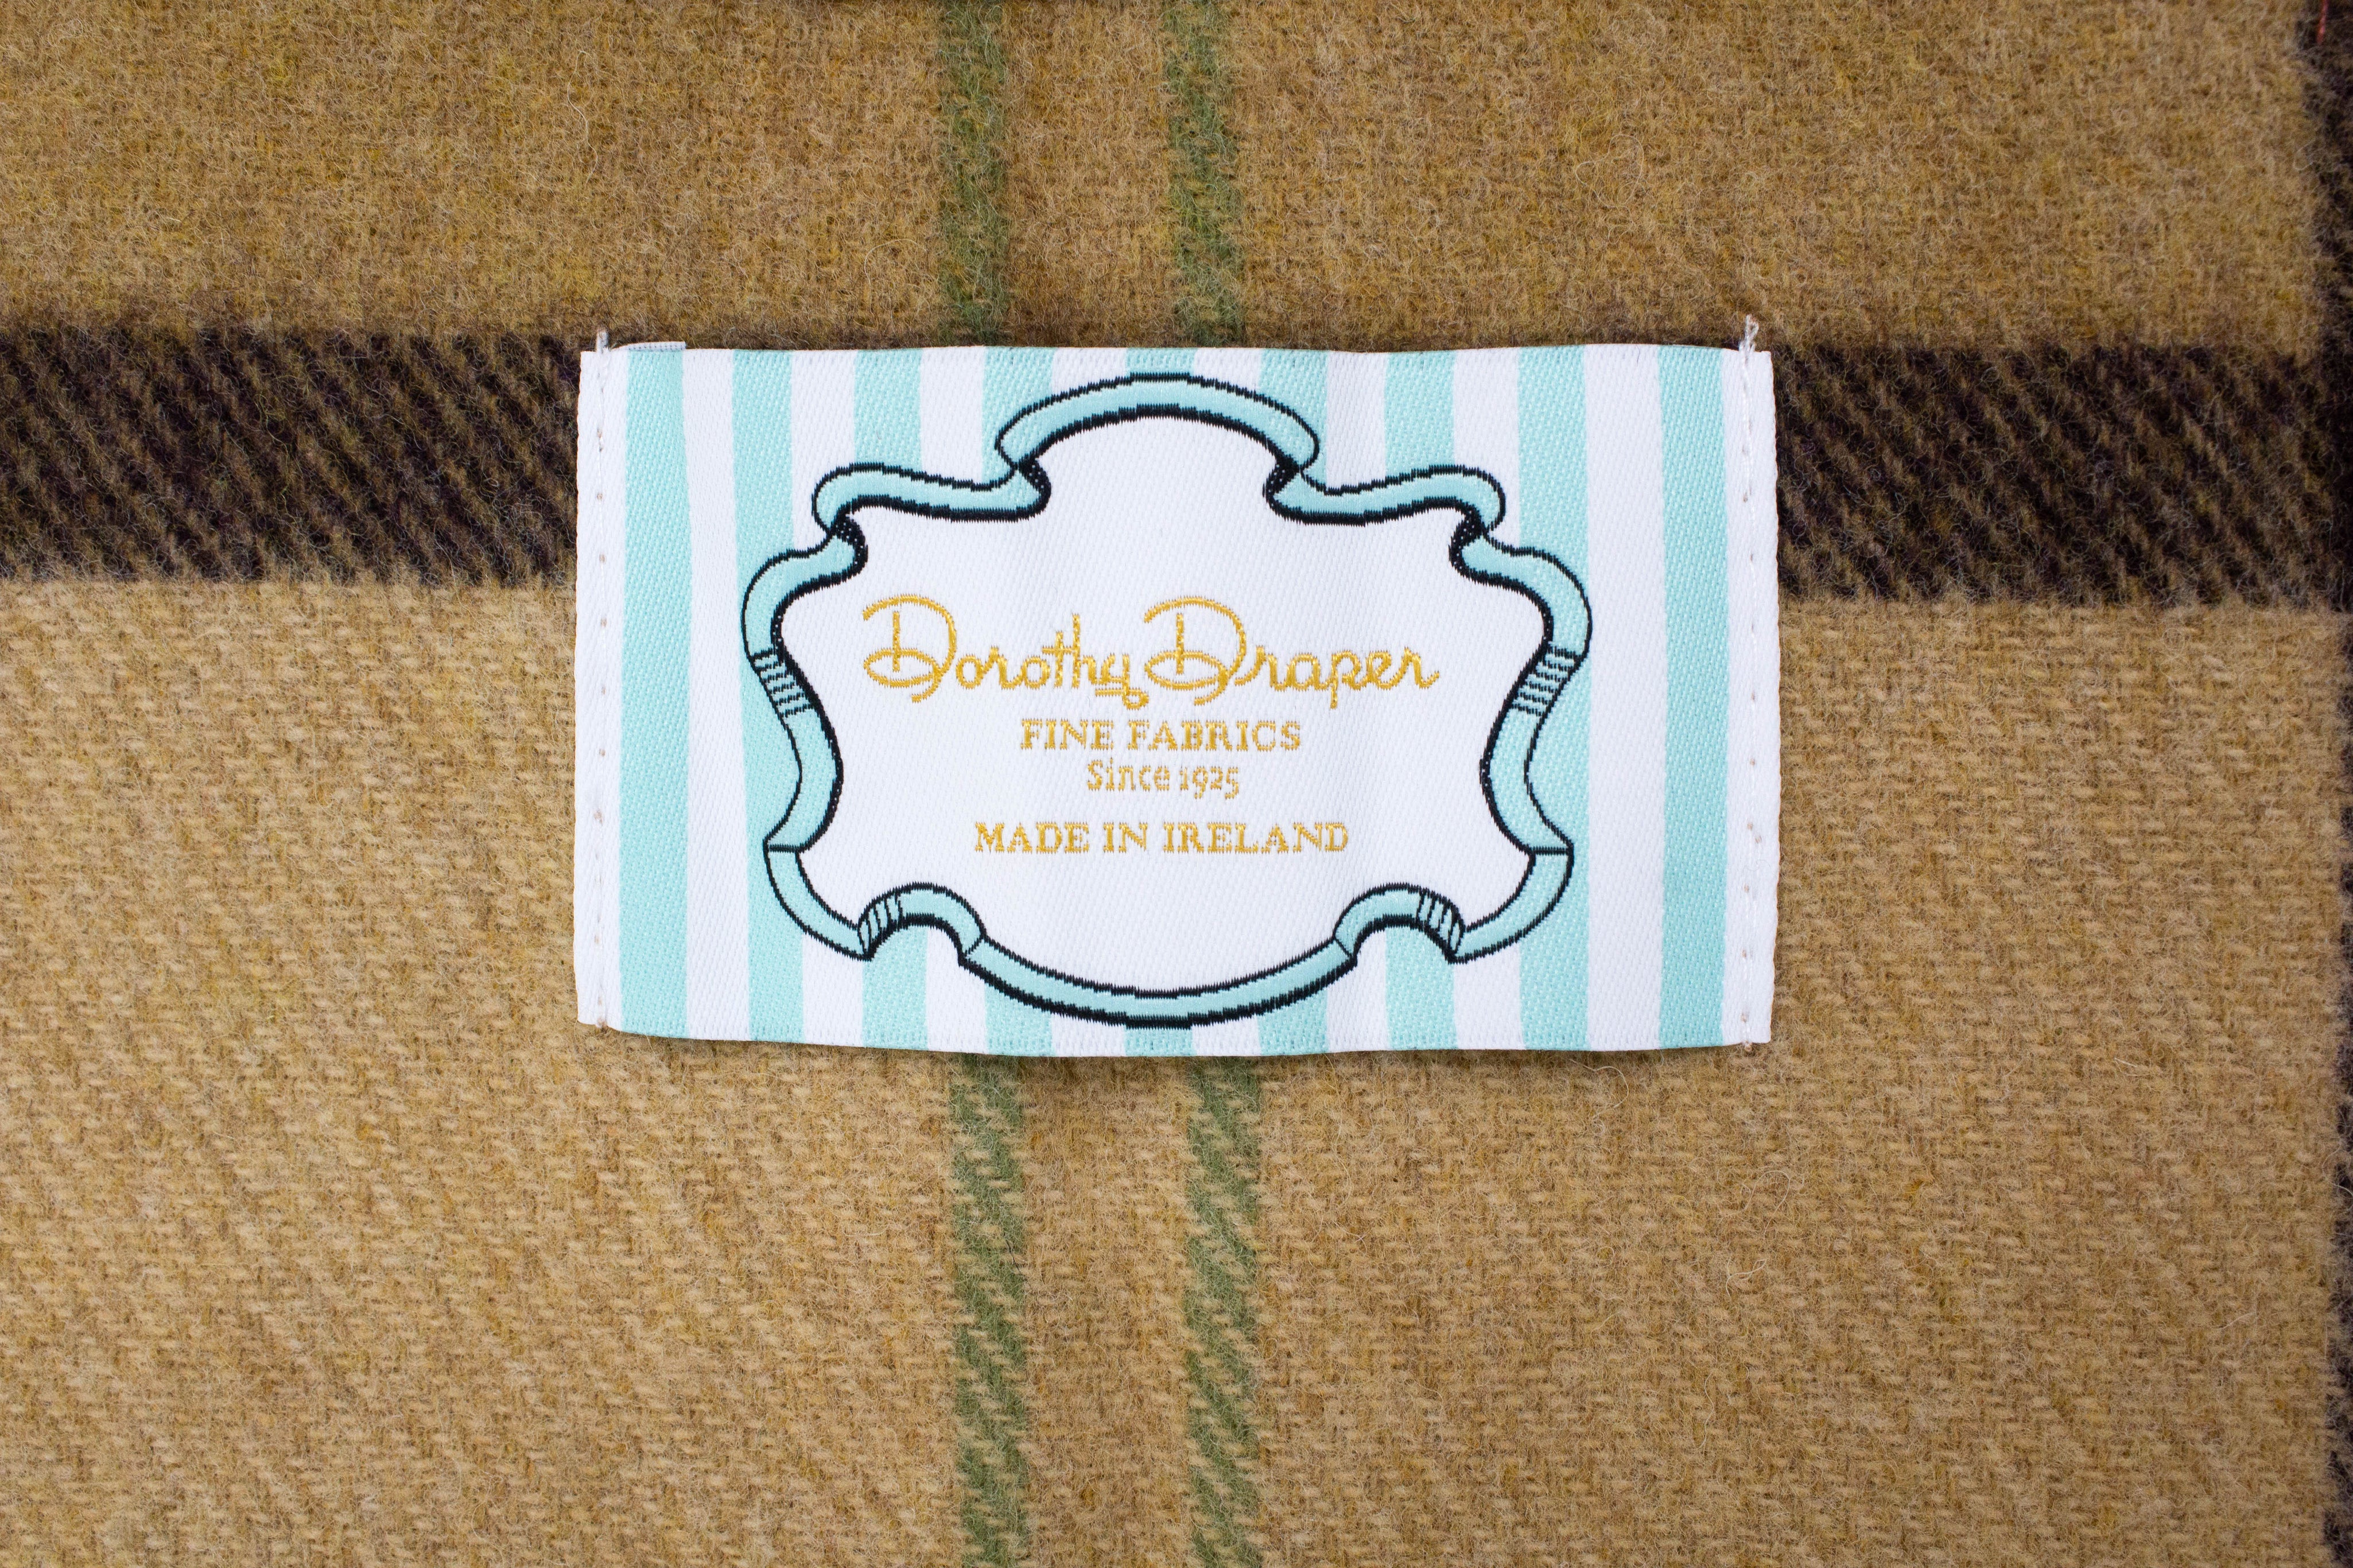 Dorothy Draper
FINE FABRICS
Since 1925
MADE IN IRELAND